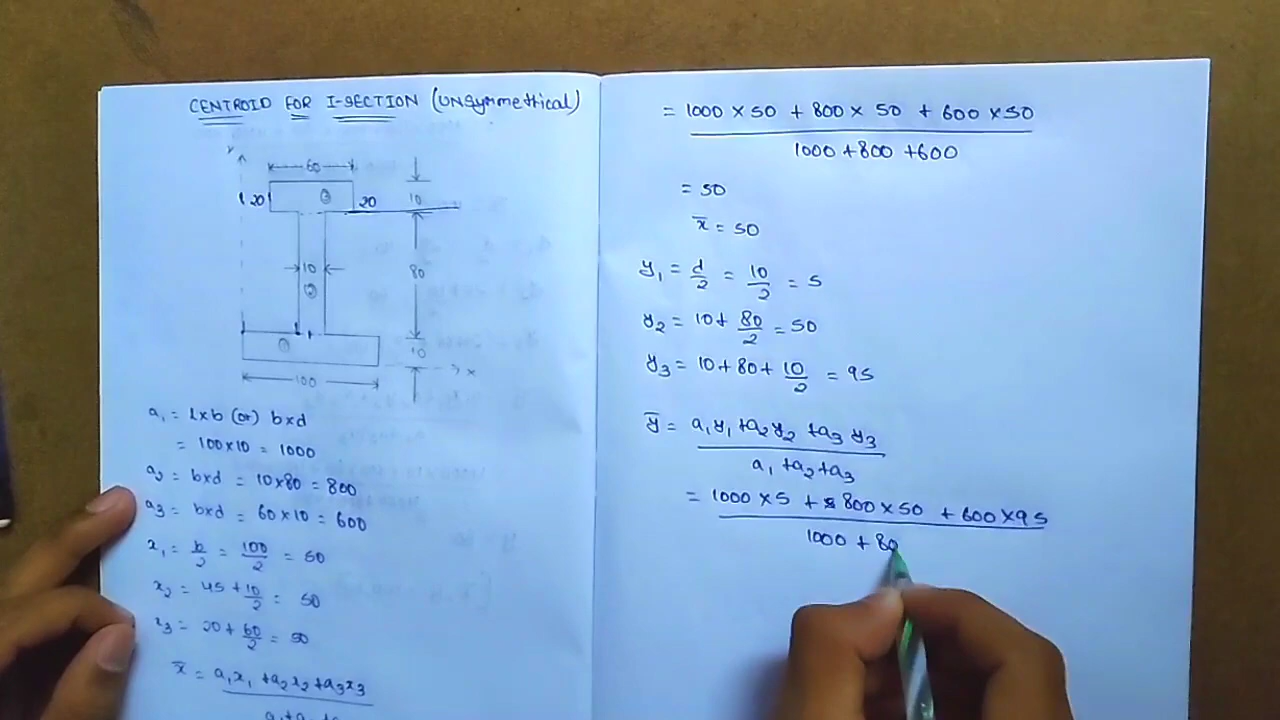 CENTROID FOR I-SECTION (UNSymmetrical)
Y
60
20
③
20
10
10
②
80
①
10
x
100
a₁ = l×b (or) b×d
= 100×10 = 1000
a₂ = b×d = 10×80 = 800
a₃ = b×d = 60×10 = 600
x₁ = b/2 = 100/2 = 50
x₂ = 45 + 10/2 = 50
x₃ = 20 + 60/2 = 50
x̄ = a₁x₁ + a₂x₂ + a₃x₃
= 1000 × 50 + 800 × 50 + 600 × 50
1000 + 800 + 600
= 50
x̄ = 50
y₁ = d/2 = 10/2 = 5
y₂ = 10 + 80/2 = 50
y₃ = 10 + 80 + 10/2 = 95
ȳ = a₁y₁ + a₂y₂ + a₃y₃
a₁ + a₂ + a₃
= 1000 × 5 + 800 × 50 + 600 × 95
1000 + 80